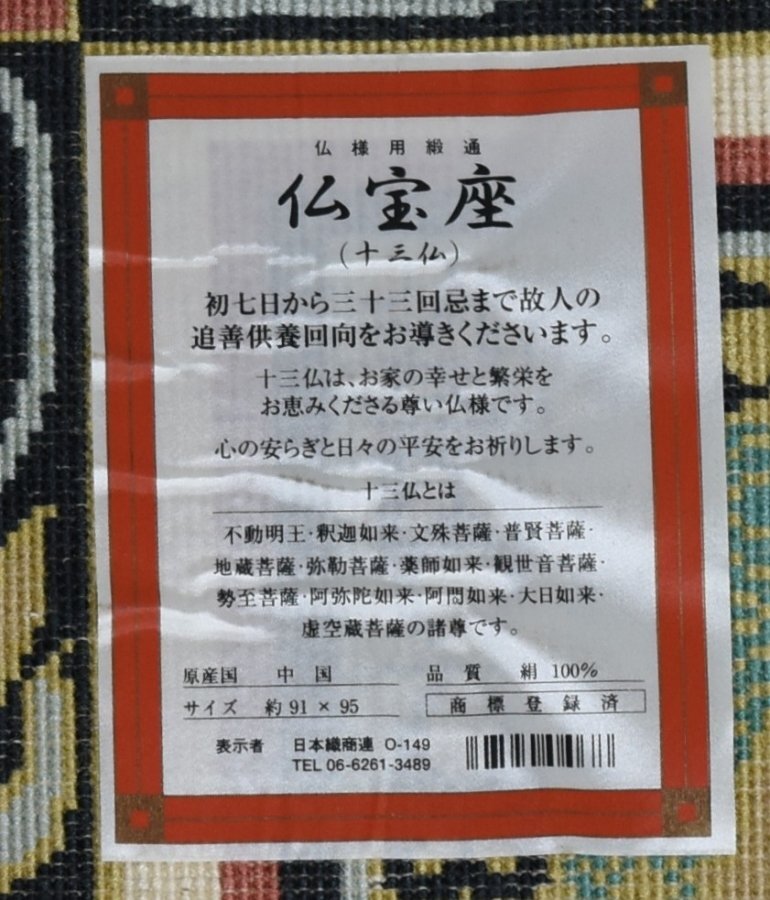 仏様用緞通
仏宝座
(十三仏)
初七日から三十三回忌まで故人の
追善供養回向をお導きくださいます。
十三仏は、お家の幸せと繁栄を
お恵みくださる尊い仏様です。
心の安らぎと日々の平安をお祈りします。
十三仏とは
不動明王・釈迦如来・文殊菩薩・普賢菩薩・
地蔵菩薩・弥勒菩薩・薬師如来・観世音菩薩・
勢至菩薩・阿弥陀如来・阿閦如来・大日如来・
虚空蔵菩薩の諸尊です。
原産国 中国 品質 絹 100%
サイズ 約 91 × 95 商標登録済
表示者 日本織商連 O-149
TEL 06-6261-3489